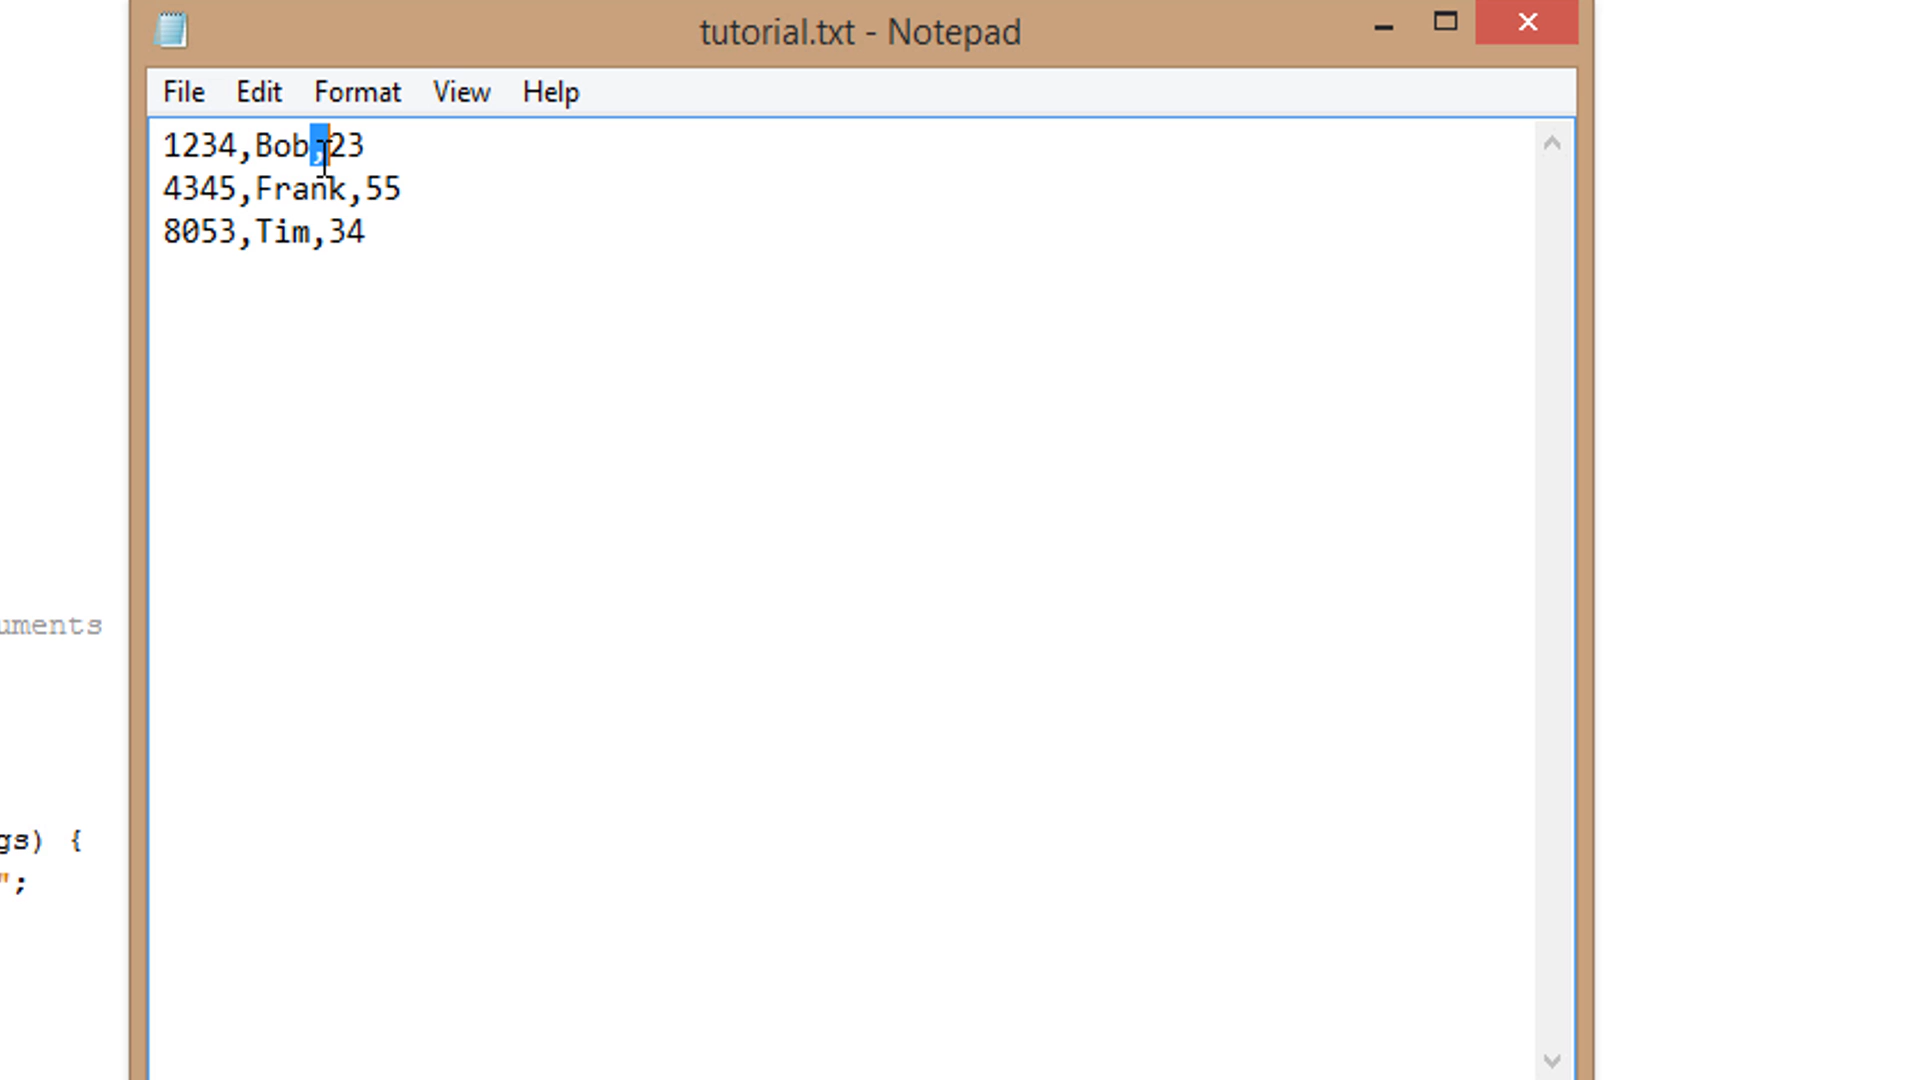 tutorial.txt - Notepad
File Edit Format View Help
1234,Bob,23
4345,Frank,55
8053,Tim,34
uments
gs) {
";